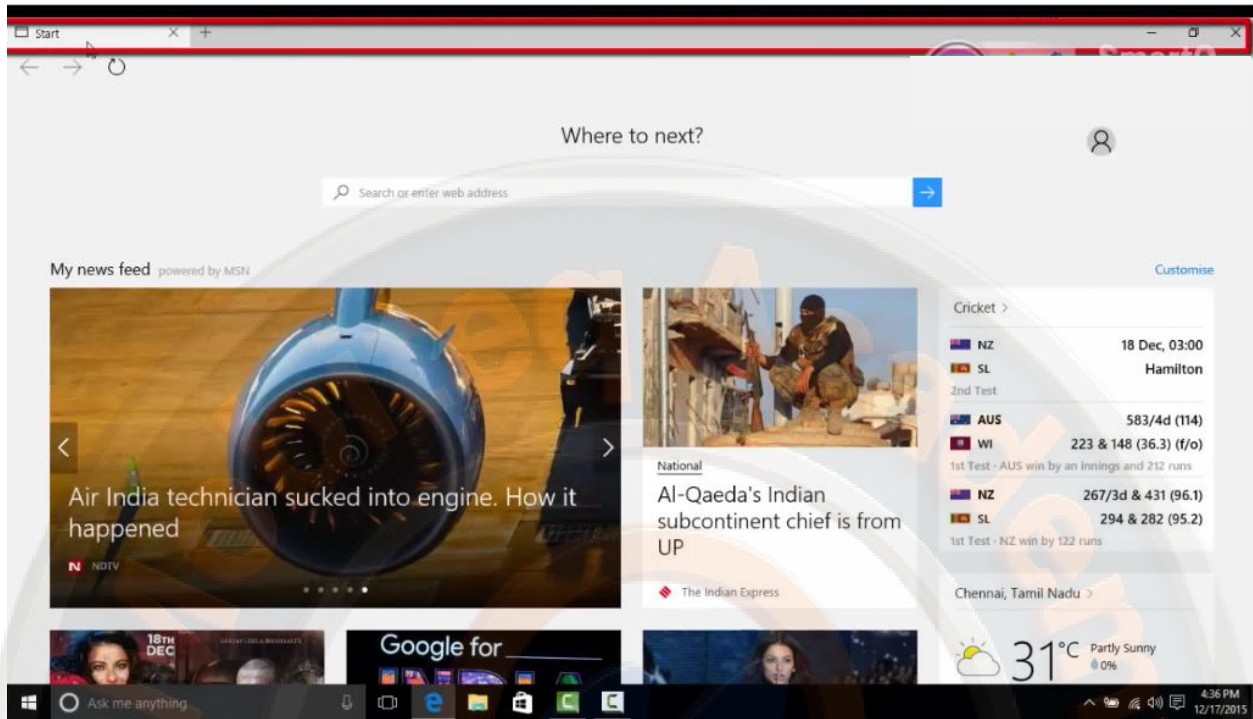 Start
Where to next?
Search or enter web address
My news feed powered by MSN
Customise
Air India technician sucked into engine. How it
happened
N NDTV
National
Al-Qaeda's Indian
subcontinent chief is from
UP
The Indian Express
Cricket >
NZ 18 Dec, 03:00
SL Hamilton
2nd Test
AUS 583/4d (114)
WI 223 & 148 (36.3) (f/o)
1st Test - AUS win by an Innings and 212 runs
NZ 267/3d & 431 (96.1)
SL 294 & 282 (95.2)
1st Test - NZ win by 122 runs
Chennai, Tamil Nadu >
31°C Partly Sunny
0%
18TH
DEC
Google for
Ask me anything
4:36 PM
12/17/2015